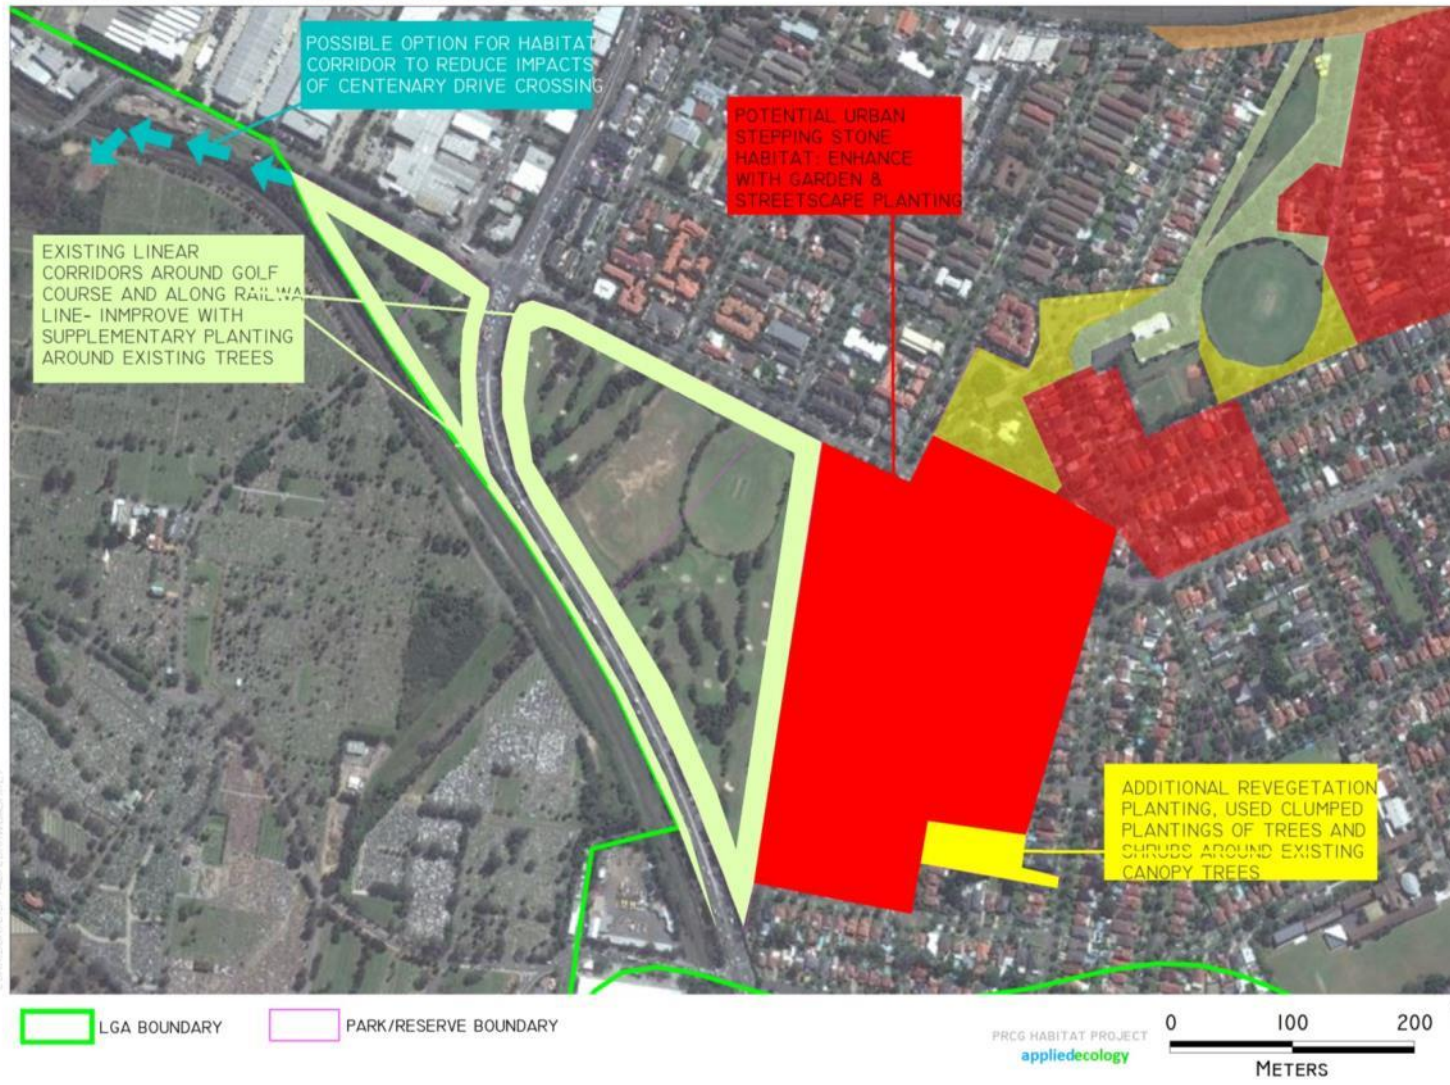 POSSIBLE OPTION FOR HABITAT
CORRIDOR TO REDUCE IMPACTS
OF CENTENARY DRIVE CROSSING
POTENTIAL URBAN
STEPPING STONE
HABITAT: ENHANCE
WITH GARDEN &
STREETSCAPE PLANTING
EXISTING LINEAR
CORRIDORS AROUND GOLF
COURSE AND ALONG RAILWAY
LINE- INMPROVE WITH
SUPPLEMENTARY PLANTING
AROUND EXISTING TREES
ADDITIONAL REVEGETATION
PLANTING, USED CLUMPED
PLANTINGS OF TREES AND
SHRUBS AROUND EXISTING
CANOPY TREES
LGA BOUNDARY
PARK/RESERVE BOUNDARY
PRCG HABITAT PROJECT
appliedecology
0 100 200
METERS